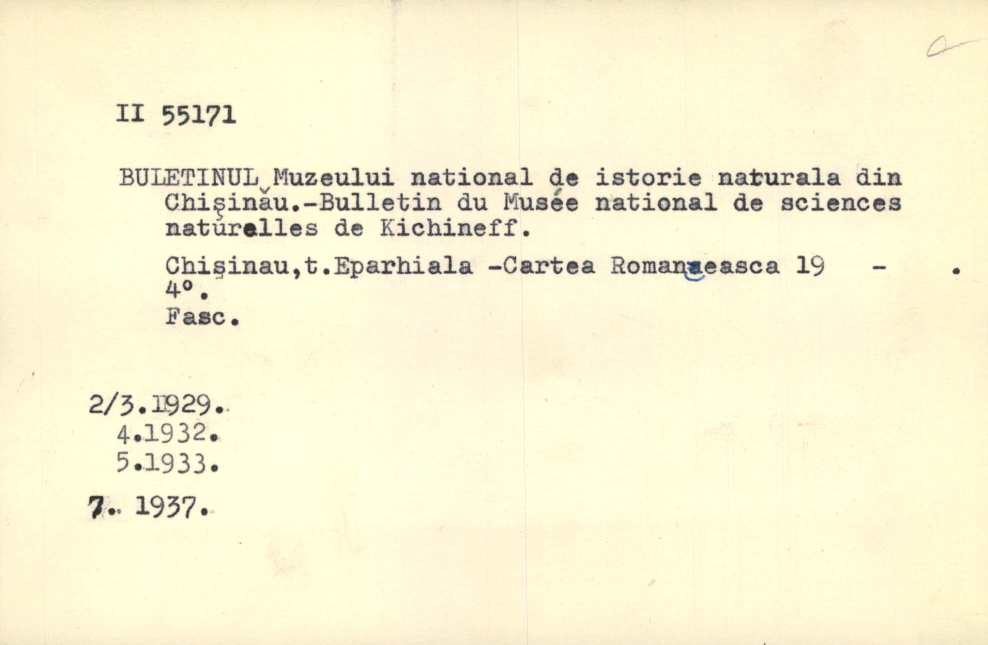 II 55171
BULETINUL Muzeului national de istorie naturala din
Chişinău.-Bulletin du Musée national de sciences
naturelles de Kichineff.
Chişinau,t.Eparhiala -Cartea Romaneasca 19 - .
4°.
Fasc.
2/3.1929.
4.1932.
5.1933.
7. 1937.